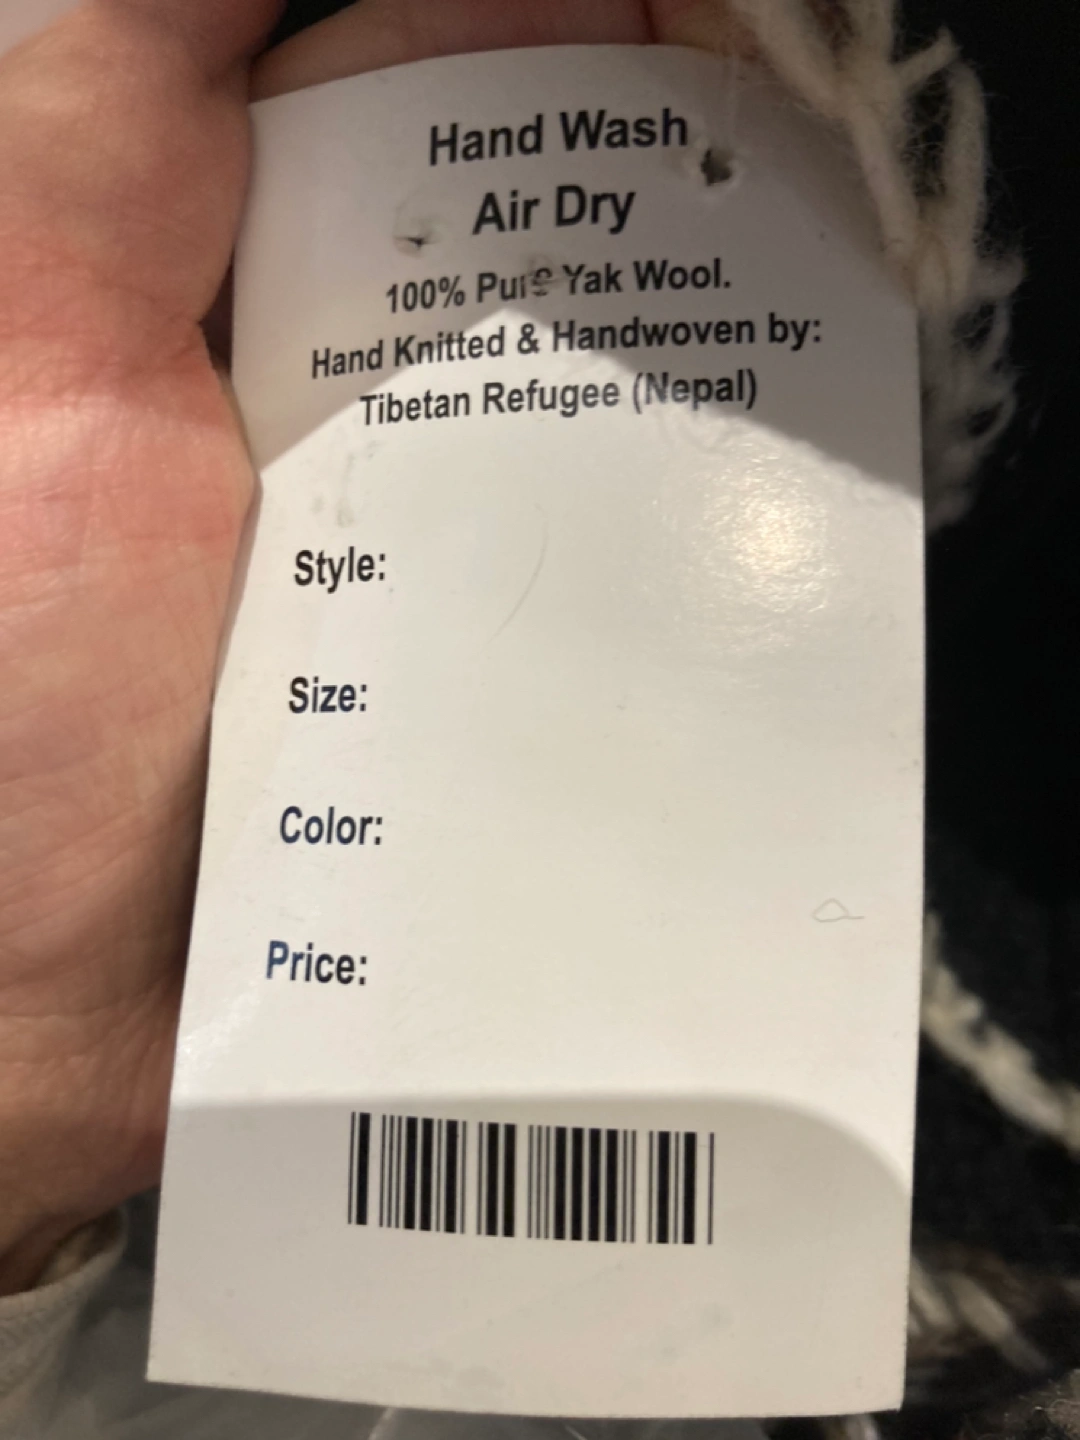 Hand Wash
Air Dry
100% Pure Yak Wool.
Hand Knitted & Handwoven by:
Tibetan Refugee (Nepal)
Style:
Size:
Color:
Price: